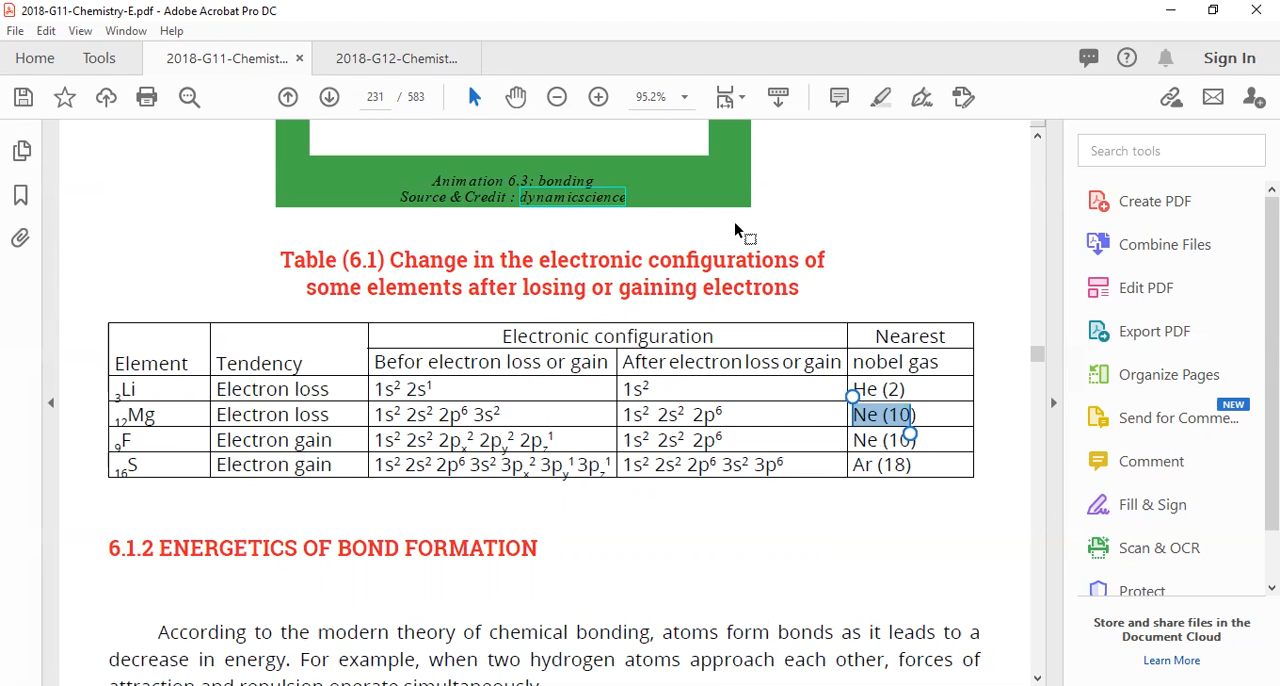 2018-G11-Chemistry-E.pdf - Adobe Acrobat Pro DC
File Edit View Window Help
Home Tools 2018-G11-Chemist... × 2018-G12-Chemist... Sign In
231 / 583 95.2%
Animation 6.3: bonding
Source & Credit : dynamicscience
Table (6.1) Change in the electronic configurations of
some elements after losing or gaining electrons
Electronic configuration Nearest
Element Tendency Befor electron loss or gain After electron loss or gain nobel gas
₃Li Electron loss 1s² 2s¹ 1s² He (2)
₁₂Mg Electron loss 1s² 2s² 2p⁶ 3s² 1s² 2s² 2p⁶ Ne (10)
₉F Electron gain 1s² 2s² 2pₓ² 2pᵧ² 2p_z¹ 1s² 2s² 2p⁶ Ne (10)
₁₆S Electron gain 1s² 2s² 2p⁶ 3s² 3pₓ² 3pᵧ¹ 3p_z¹ 1s² 2s² 2p⁶ 3s² 3p⁶ Ar (18)
6.1.2 ENERGETICS OF BOND FORMATION
According to the modern theory of chemical bonding, atoms form bonds as it leads to a
decrease in energy. For example, when two hydrogen atoms approach each other, forces of
attraction and repulsion operate simultaneously.
Search tools
Create PDF
Combine Files
Edit PDF
Export PDF
Organize Pages
NEW
Send for Comme...
Comment
Fill & Sign
Scan & OCR
Protect
Store and share files in the
Document Cloud
Learn More